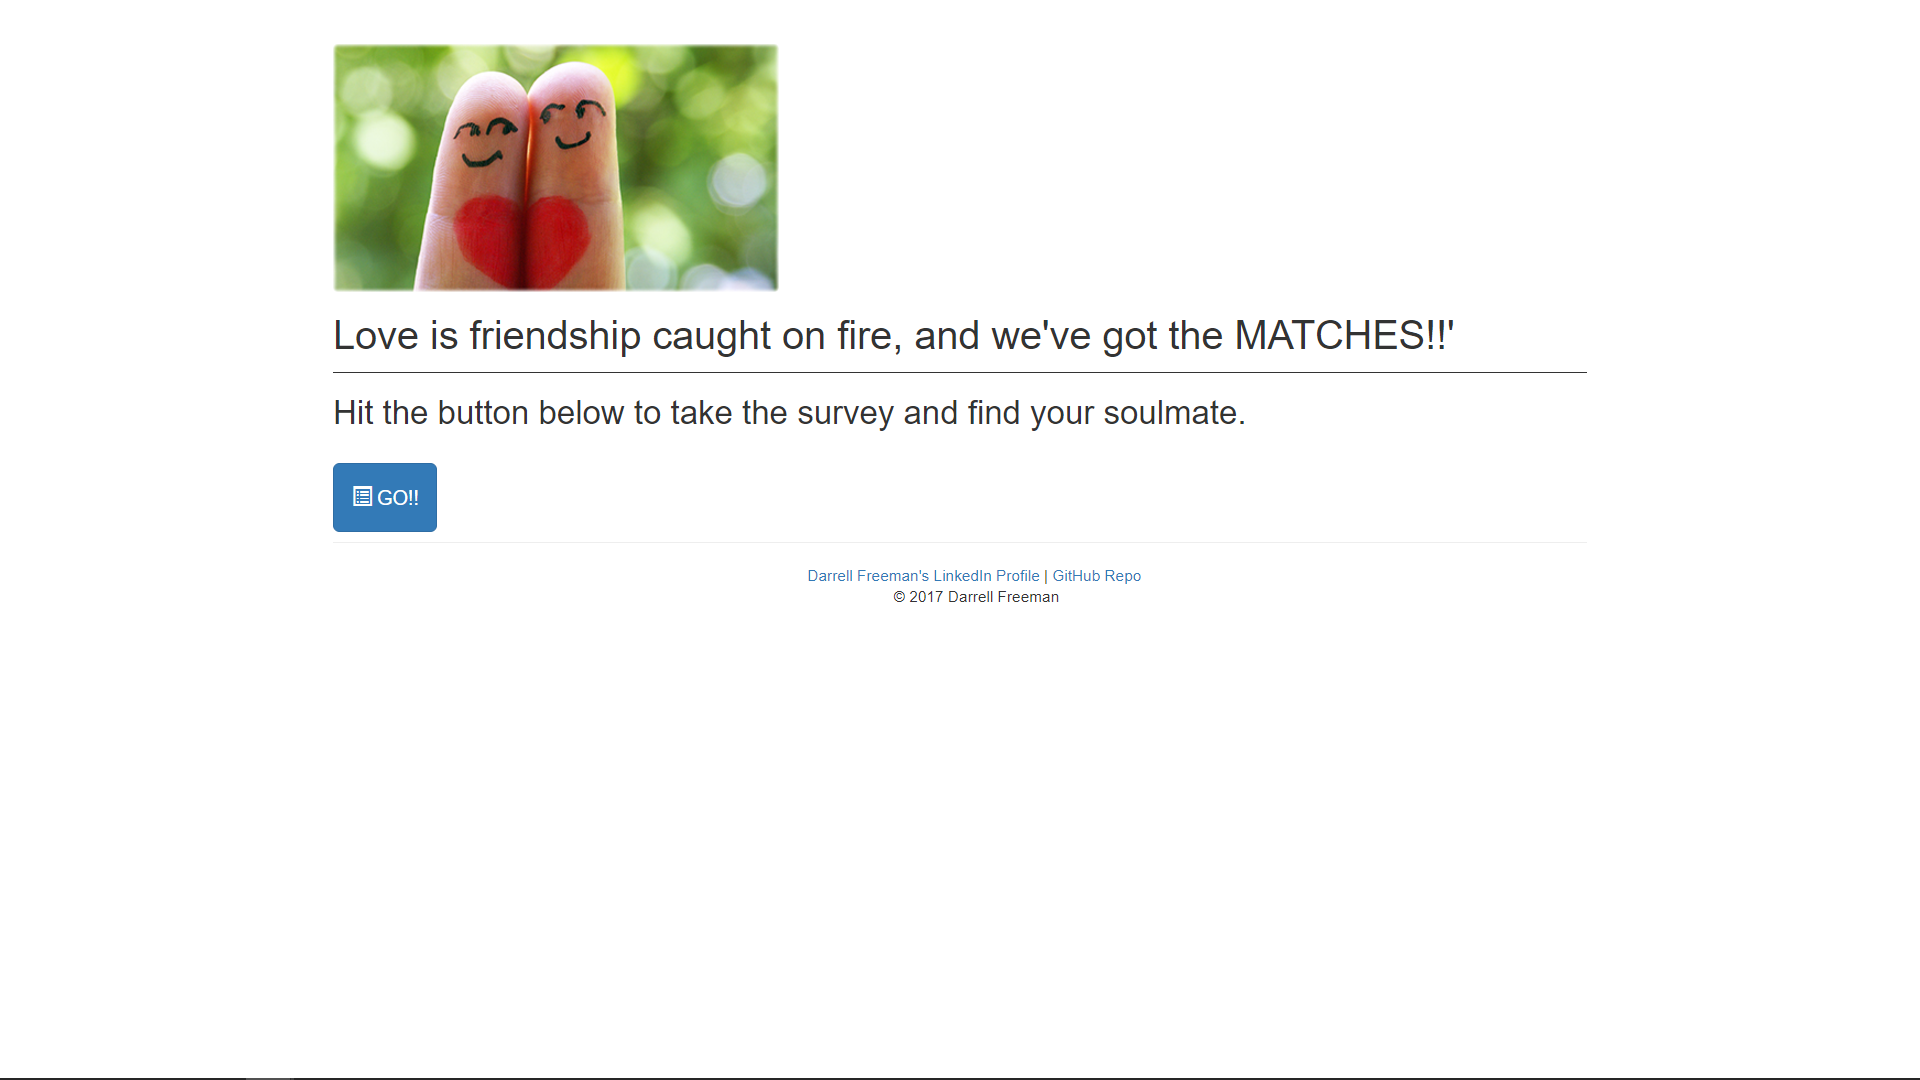 Love is friendship caught on fire, and we've got the MATCHES!!'
Hit the button below to take the survey and find your soulmate.
GO!!
Darrell Freeman's LinkedIn Profile | GitHub Repo
© 2017 Darrell Freeman